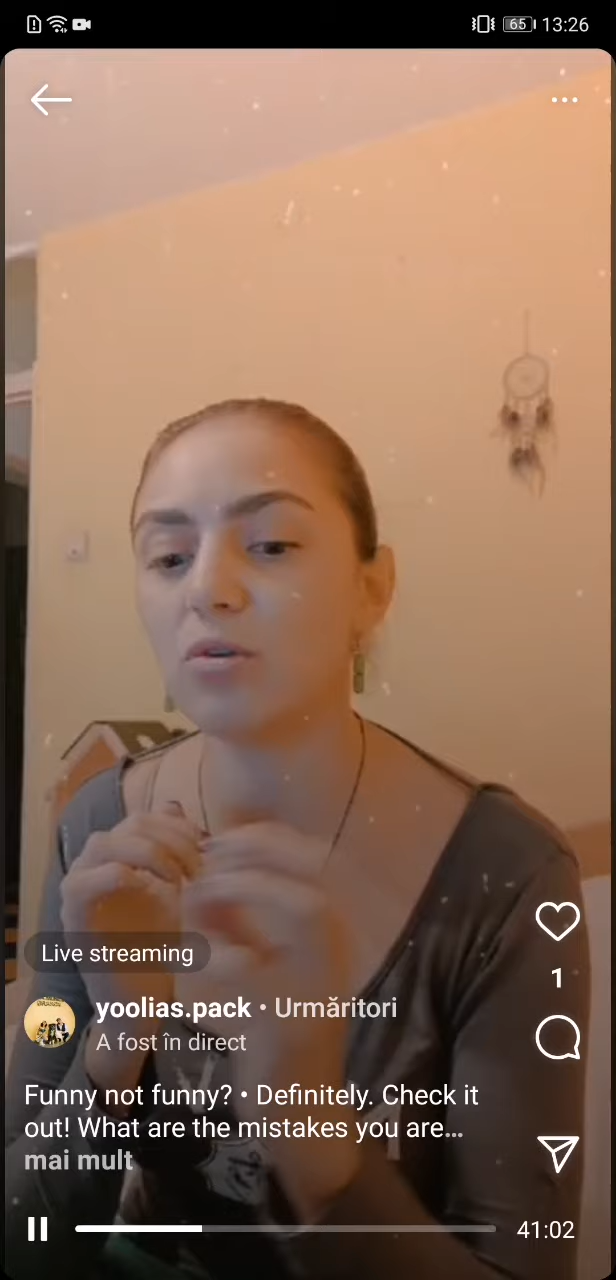 65 13:26
Live streaming
yoolias.pack • Urmăritori
A fost în direct
Funny not funny? • Definitely. Check it
out! What are the mistakes you are…
mai mult
1
41:02